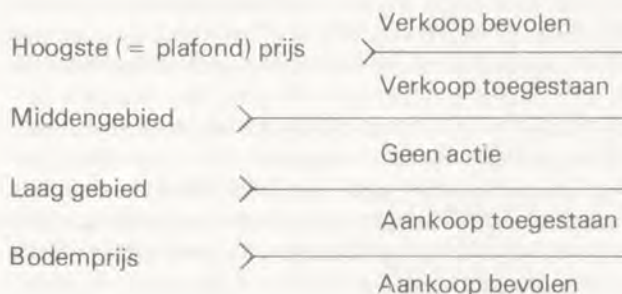 Verkoop bevolen
Hoogste (= plafond) prijs
Verkoop toegestaan
Middengebied
Geen actie
Laag gebied
Aankoop toegestaan
Bodemprijs
Aankoop bevolen